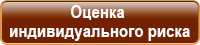 Оценка
индивидуального риска